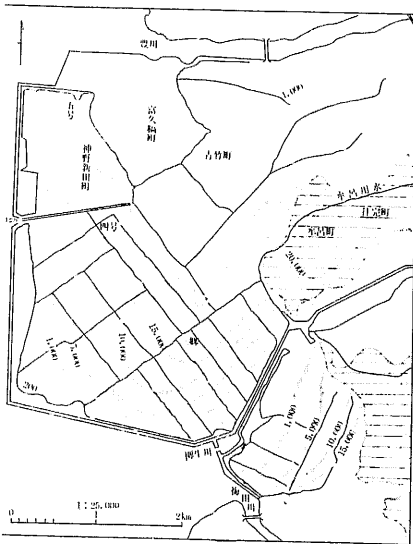 豊川
五号
神野新田町
富久縞町
吉竹町
1,000
牟呂用水
牟呂町
20,000
四号
1,000
5,000
10,000
15,000
200
柳生川
梅田川
1,000
5,000
10,000
15,000
1:25,000
0
2km